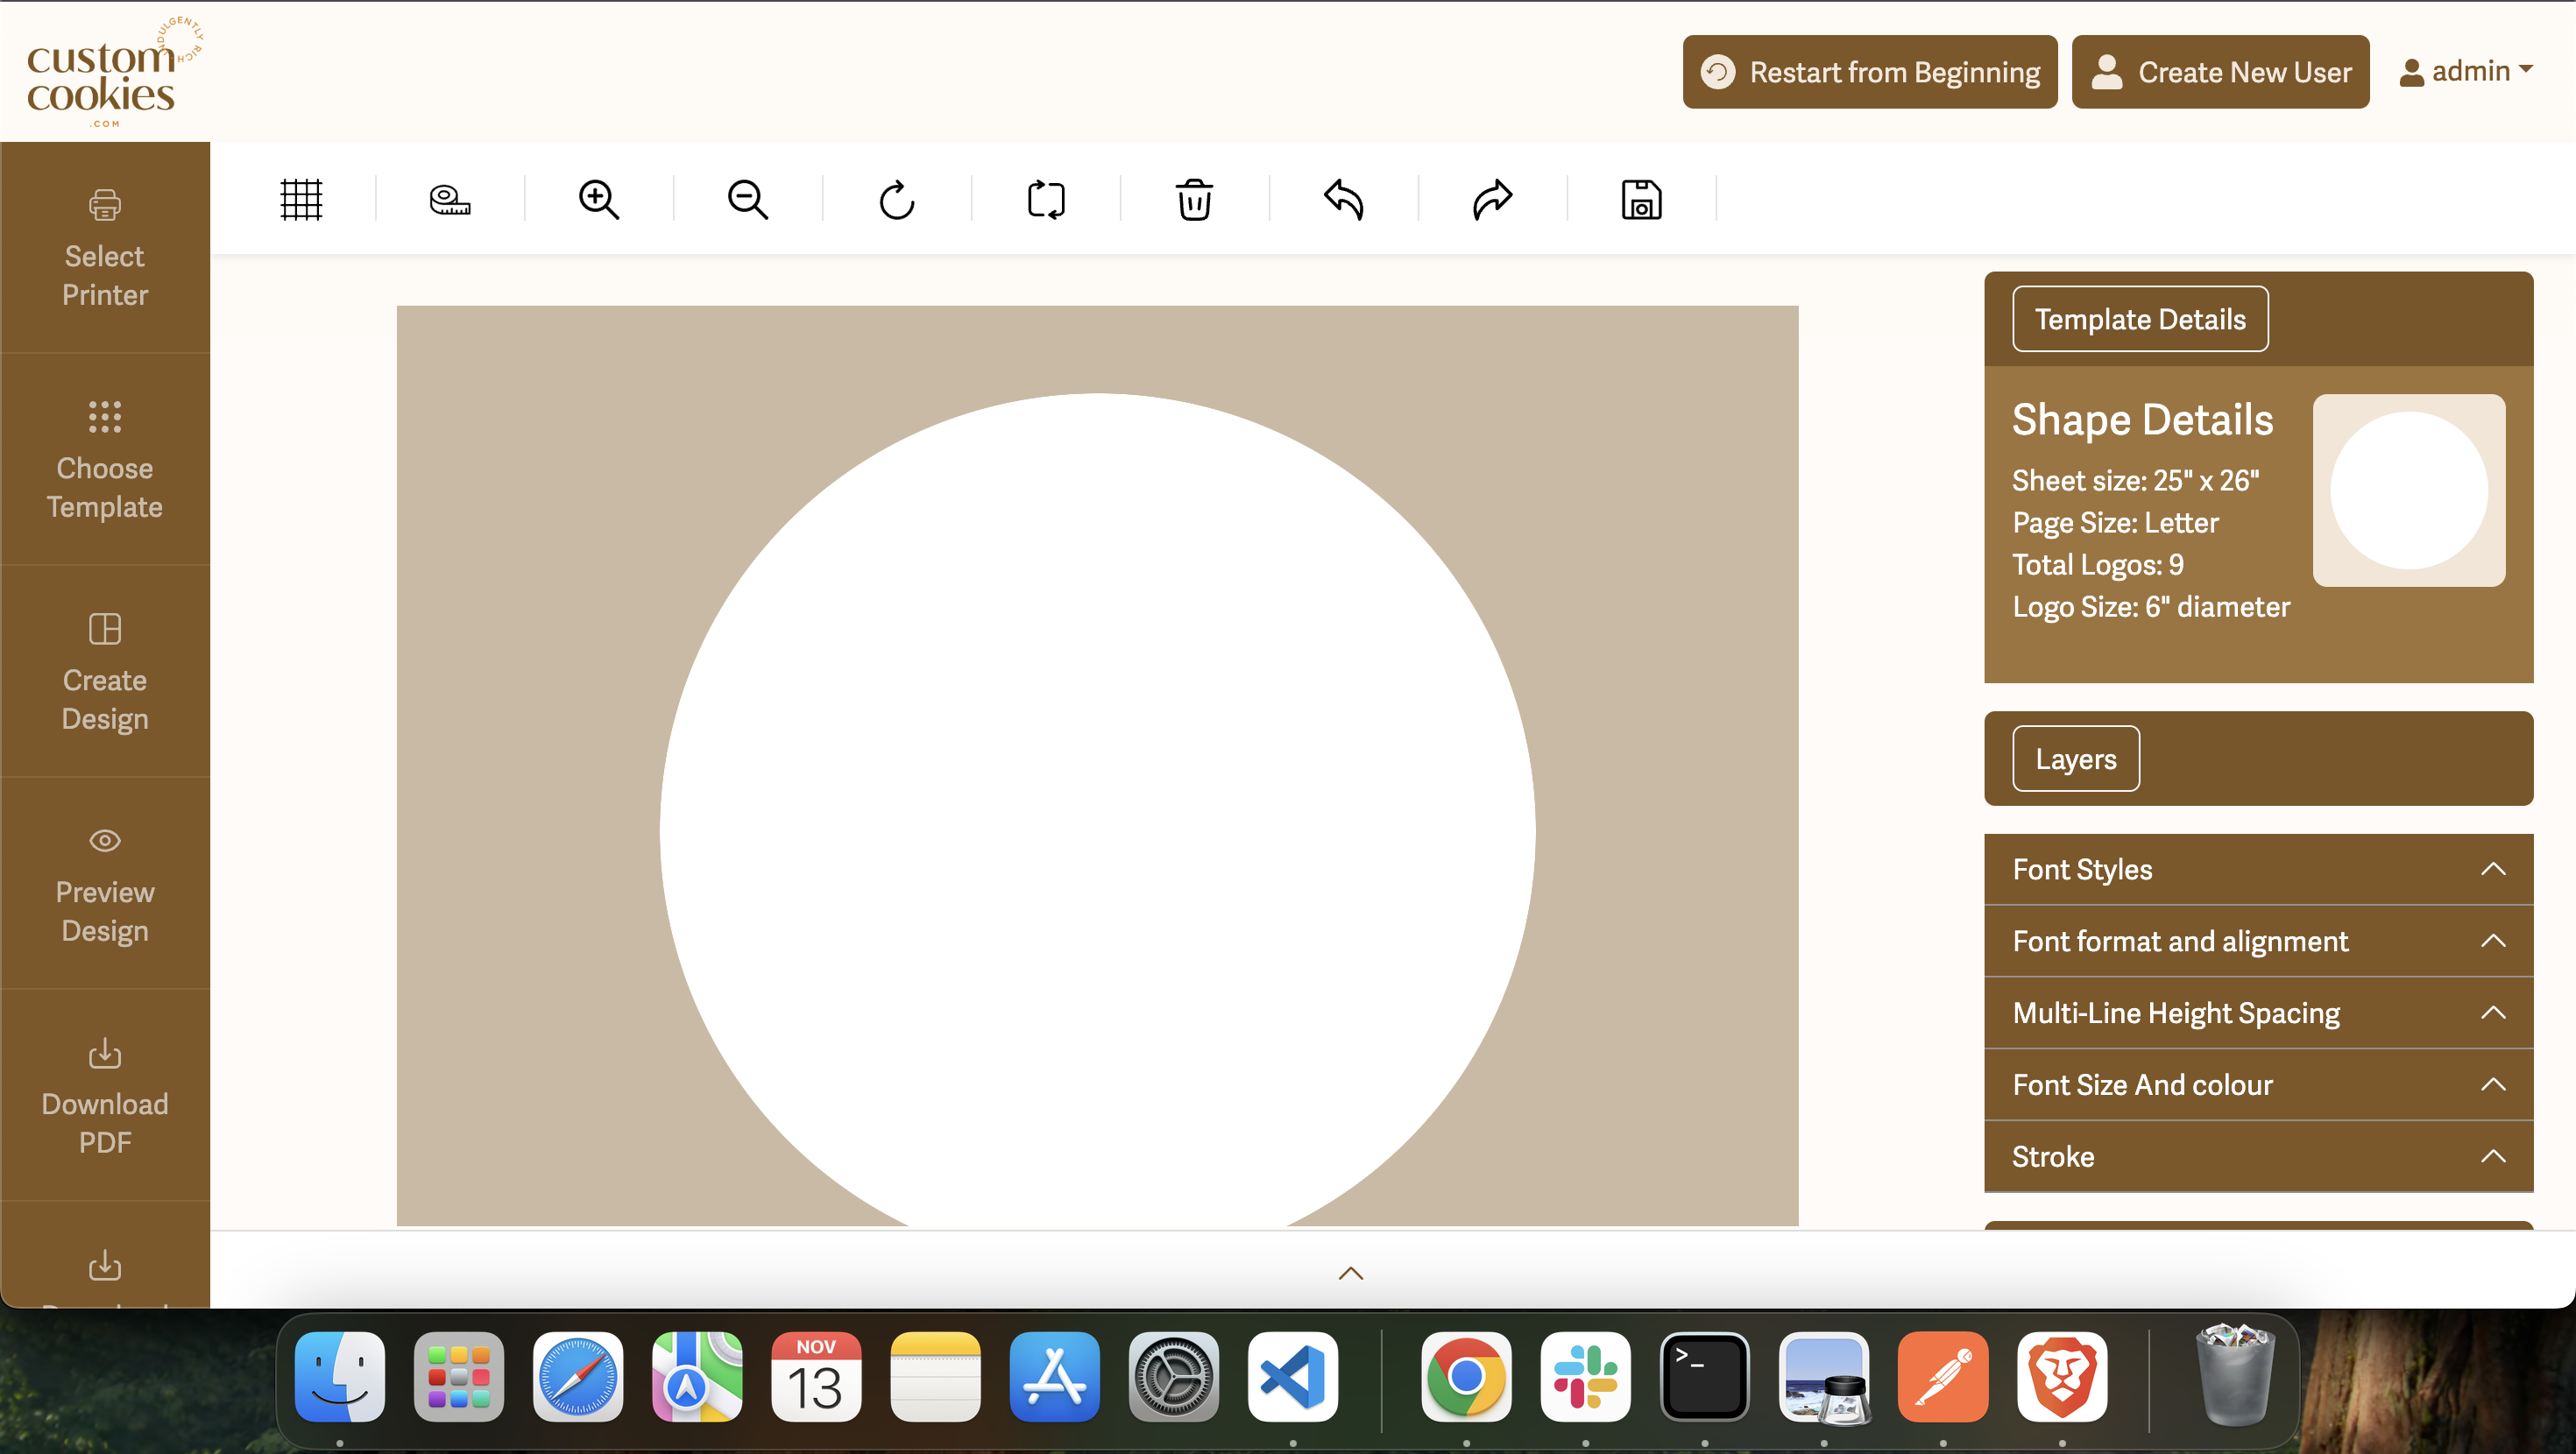 INDULGENTLY RICH
custom
cookies
.COM
Restart from Beginning
Create New User
admin
Select
Printer
Choose
Template
Create
Design
Preview
Design
Download
PDF
Template Details
Shape Details
Sheet size: 25" x 26"
Page Size: Letter
Total Logos: 9
Logo Size: 6" diameter
Layers
Font Styles
Font format and alignment
Multi-Line Height Spacing
Font Size And colour
Stroke
NOV
13